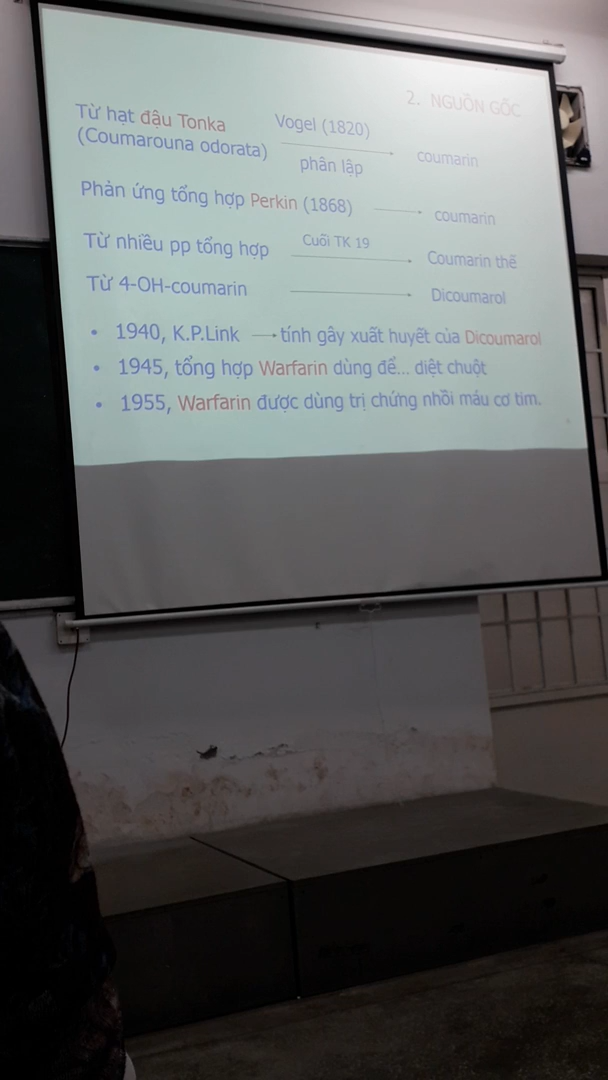 2. NGUỒN GỐC
Từ hạt đậu Tonka Vogel (1820)
(Coumarouna odorata) phân lập coumarin
Phản ứng tổng hợp Perkin (1868) coumarin
Từ nhiều pp tổng hợp Cuối TK 19 Coumarin thế
Từ 4-OH-coumarin Dicoumarol
• 1940, K.P.Link → tính gây xuất huyết của Dicoumarol
• 1945, tổng hợp Warfarin dùng để... diệt chuột
• 1955, Warfarin được dùng trị chứng nhồi máu cơ tim.